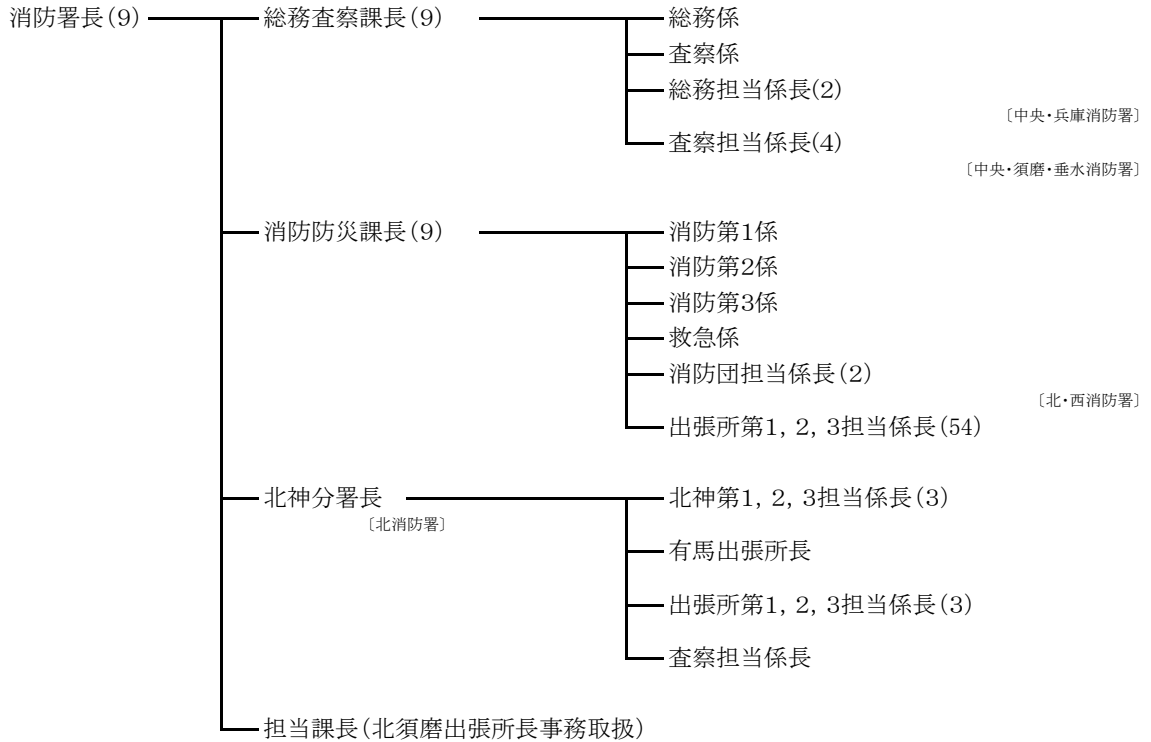 消防署長(9) 総務査察課長(9) 総務係
査察係
総務担当係長(2)
〔中央・兵庫消防署〕
査察担当係長(4)
〔中央・須磨・垂水消防署〕
消防防災課長(9) 消防第1係
消防第2係
消防第3係
救急係
消防団担当係長(2)
〔北・西消防署〕
出張所第1, 2, 3担当係長(54)
北神分署長 北神第1, 2, 3担当係長(3)
〔北消防署〕
有馬出張所長
出張所第1, 2, 3担当係長(3)
査察担当係長
担当課長(北須磨出張所長事務取扱)